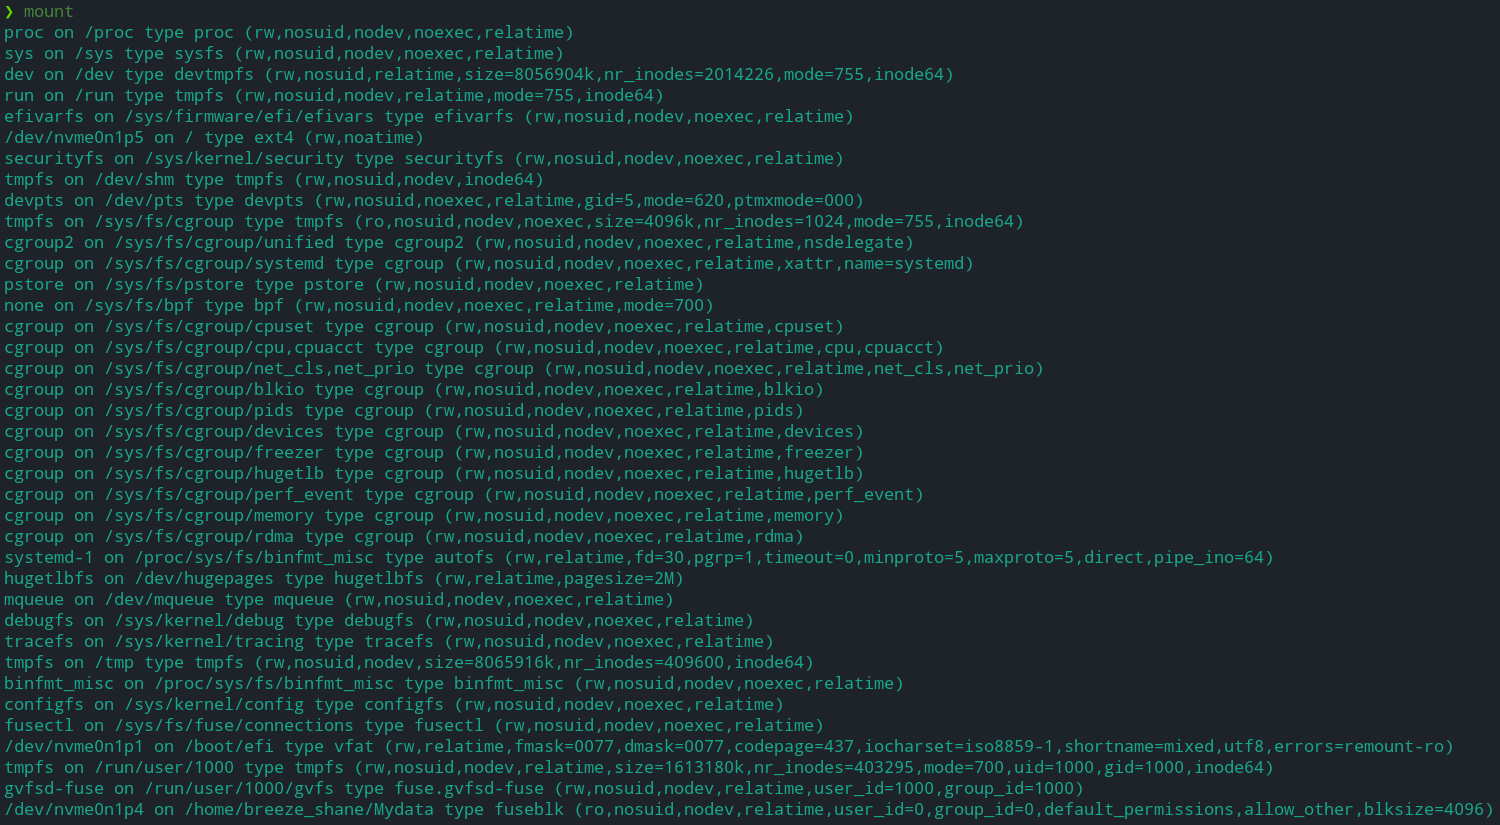 ❯ mount
proc on /proc type proc (rw,nosuid,nodev,noexec,relatime)
sys on /sys type sysfs (rw,nosuid,nodev,noexec,relatime)
dev on /dev type devtmpfs (rw,nosuid,relatime,size=8056904k,nr_inodes=2014226,mode=755,inode64)
run on /run type tmpfs (rw,nosuid,nodev,relatime,mode=755,inode64)
efivarfs on /sys/firmware/efi/efivars type efivarfs (rw,nosuid,nodev,noexec,relatime)
/dev/nvme0n1p5 on / type ext4 (rw,noatime)
securityfs on /sys/kernel/security type securityfs (rw,nosuid,nodev,noexec,relatime)
tmpfs on /dev/shm type tmpfs (rw,nosuid,nodev,inode64)
devpts on /dev/pts type devpts (rw,nosuid,noexec,relatime,gid=5,mode=620,ptmxmode=000)
tmpfs on /sys/fs/cgroup type tmpfs (ro,nosuid,nodev,noexec,size=4096k,nr_inodes=1024,mode=755,inode64)
cgroup2 on /sys/fs/cgroup/unified type cgroup2 (rw,nosuid,nodev,noexec,relatime,nsdelegate)
cgroup on /sys/fs/cgroup/systemd type cgroup (rw,nosuid,nodev,noexec,relatime,xattr,name=systemd)
pstore on /sys/fs/pstore type pstore (rw,nosuid,nodev,noexec,relatime)
none on /sys/fs/bpf type bpf (rw,nosuid,nodev,noexec,relatime,mode=700)
cgroup on /sys/fs/cgroup/cpuset type cgroup (rw,nosuid,nodev,noexec,relatime,cpuset)
cgroup on /sys/fs/cgroup/cpu,cpuacct type cgroup (rw,nosuid,nodev,noexec,relatime,cpu,cpuacct)
cgroup on /sys/fs/cgroup/net_cls,net_prio type cgroup (rw,nosuid,nodev,noexec,relatime,net_cls,net_prio)
cgroup on /sys/fs/cgroup/blkio type cgroup (rw,nosuid,nodev,noexec,relatime,blkio)
cgroup on /sys/fs/cgroup/pids type cgroup (rw,nosuid,nodev,noexec,relatime,pids)
cgroup on /sys/fs/cgroup/devices type cgroup (rw,nosuid,nodev,noexec,relatime,devices)
cgroup on /sys/fs/cgroup/freezer type cgroup (rw,nosuid,nodev,noexec,relatime,freezer)
cgroup on /sys/fs/cgroup/hugetlb type cgroup (rw,nosuid,nodev,noexec,relatime,hugetlb)
cgroup on /sys/fs/cgroup/perf_event type cgroup (rw,nosuid,nodev,noexec,relatime,perf_event)
cgroup on /sys/fs/cgroup/memory type cgroup (rw,nosuid,nodev,noexec,relatime,memory)
cgroup on /sys/fs/cgroup/rdma type cgroup (rw,nosuid,nodev,noexec,relatime,rdma)
systemd-1 on /proc/sys/fs/binfmt_misc type autofs (rw,relatime,fd=30,pgrp=1,timeout=0,minproto=5,maxproto=5,direct,pipe_ino=64)
hugetlbfs on /dev/hugepages type hugetlbfs (rw,relatime,pagesize=2M)
mqueue on /dev/mqueue type mqueue (rw,nosuid,nodev,noexec,relatime)
debugfs on /sys/kernel/debug type debugfs (rw,nosuid,nodev,noexec,relatime)
tracefs on /sys/kernel/tracing type tracefs (rw,nosuid,nodev,noexec,relatime)
tmpfs on /tmp type tmpfs (rw,nosuid,nodev,size=8065916k,nr_inodes=409600,inode64)
binfmt_misc on /proc/sys/fs/binfmt_misc type binfmt_misc (rw,nosuid,nodev,noexec,relatime)
configfs on /sys/kernel/config type configfs (rw,nosuid,nodev,noexec,relatime)
fusectl on /sys/fs/fuse/connections type fusectl (rw,nosuid,nodev,noexec,relatime)
/dev/nvme0n1p1 on /boot/efi type vfat (rw,relatime,fmask=0077,dmask=0077,codepage=437,iocharset=iso8859-1,shortname=mixed,utf8,errors=remount-ro)
tmpfs on /run/user/1000 type tmpfs (rw,nosuid,nodev,relatime,size=1613180k,nr_inodes=403295,mode=700,uid=1000,gid=1000,inode64)
gvfsd-fuse on /run/user/1000/gvfs type fuse.gvfsd-fuse (rw,nosuid,nodev,relatime,user_id=1000,group_id=1000)
/dev/nvme0n1p4 on /home/breeze_shane/Mydata type fuseblk (ro,nosuid,nodev,relatime,user_id=0,group_id=0,default_permissions,allow_other,blksize=4096)